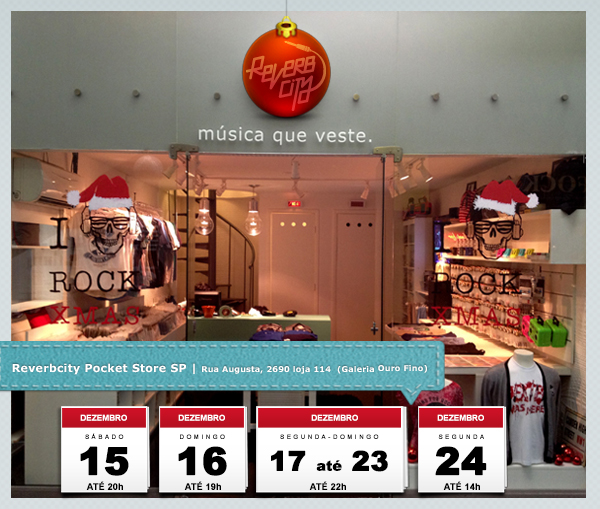 REVERB
CITY
música que veste.
I
ROCK
XMAS
ROCK
XMAS
Reverbcity Pocket Store SP | Rua Augusta, 2690 loja 114 (Galeria Ouro Fino)
DEZEMBRO
SÁBADO
15
ATÉ 20h
DEZEMBRO
DOMINGO
16
ATÉ 19h
DEZEMBRO
SEGUNDA-DOMINGO
17 até 23
ATÉ 22h
DEZEMBRO
SEGUNDA
24
ATÉ 14h